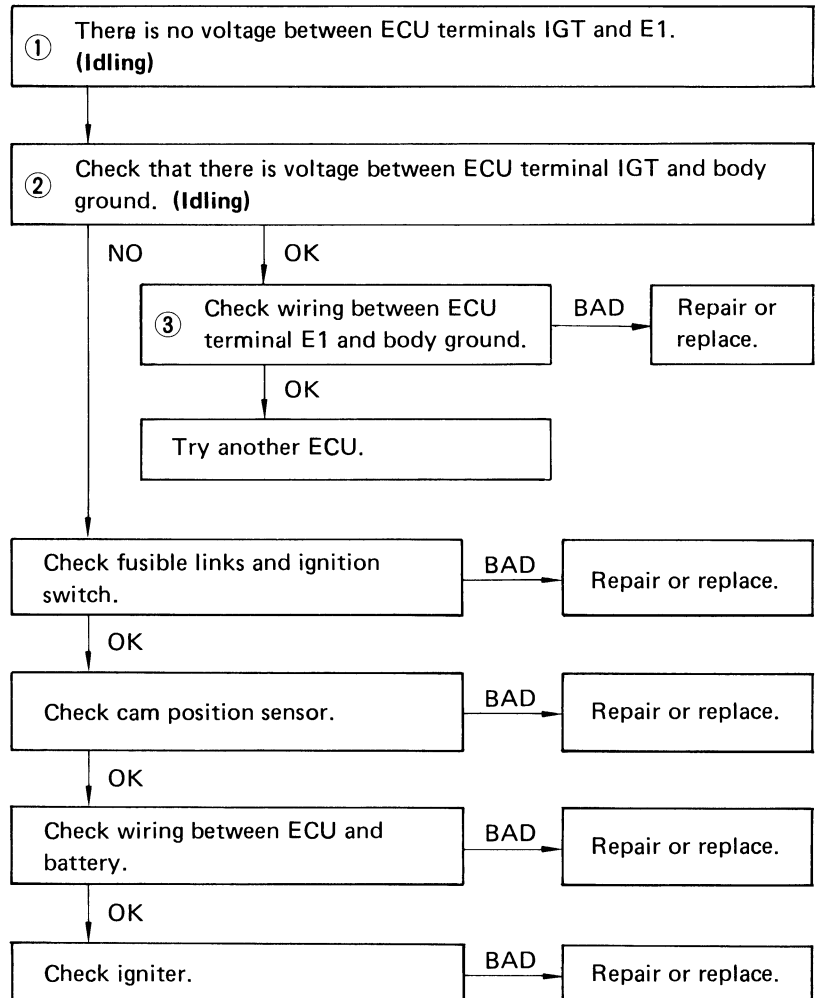 ① There is no voltage between ECU terminals IGT and E1.
(Idling)
② Check that there is voltage between ECU terminal IGT and body
ground. (Idling)
NO
OK
③ Check wiring between ECU
terminal E1 and body ground.
BAD
Repair or
replace.
OK
Try another ECU.
Check fusible links and ignition
switch.
BAD
Repair or replace.
OK
Check cam position sensor.
BAD
Repair or replace.
OK
Check wiring between ECU and
battery.
BAD
Repair or replace.
OK
Check igniter.
BAD
Repair or replace.